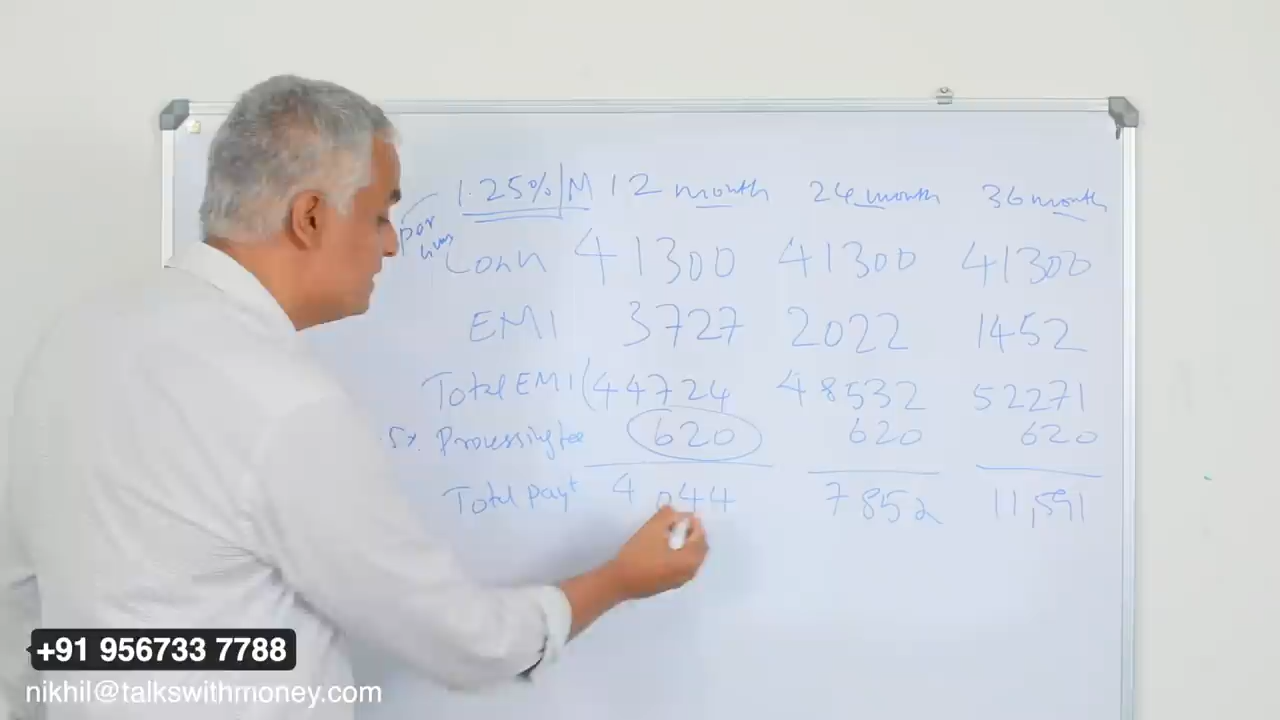 1.25% M 12 month 24 month 36 month
Loan 41300 41300 41300
EMI 3727 2022 1452
Total EMI 44724 48532 52271
Processing fee 620 620 620
Total Payt 4044 7852 11,591
+91 956733 7788
nikhil@talkswithmoney.com